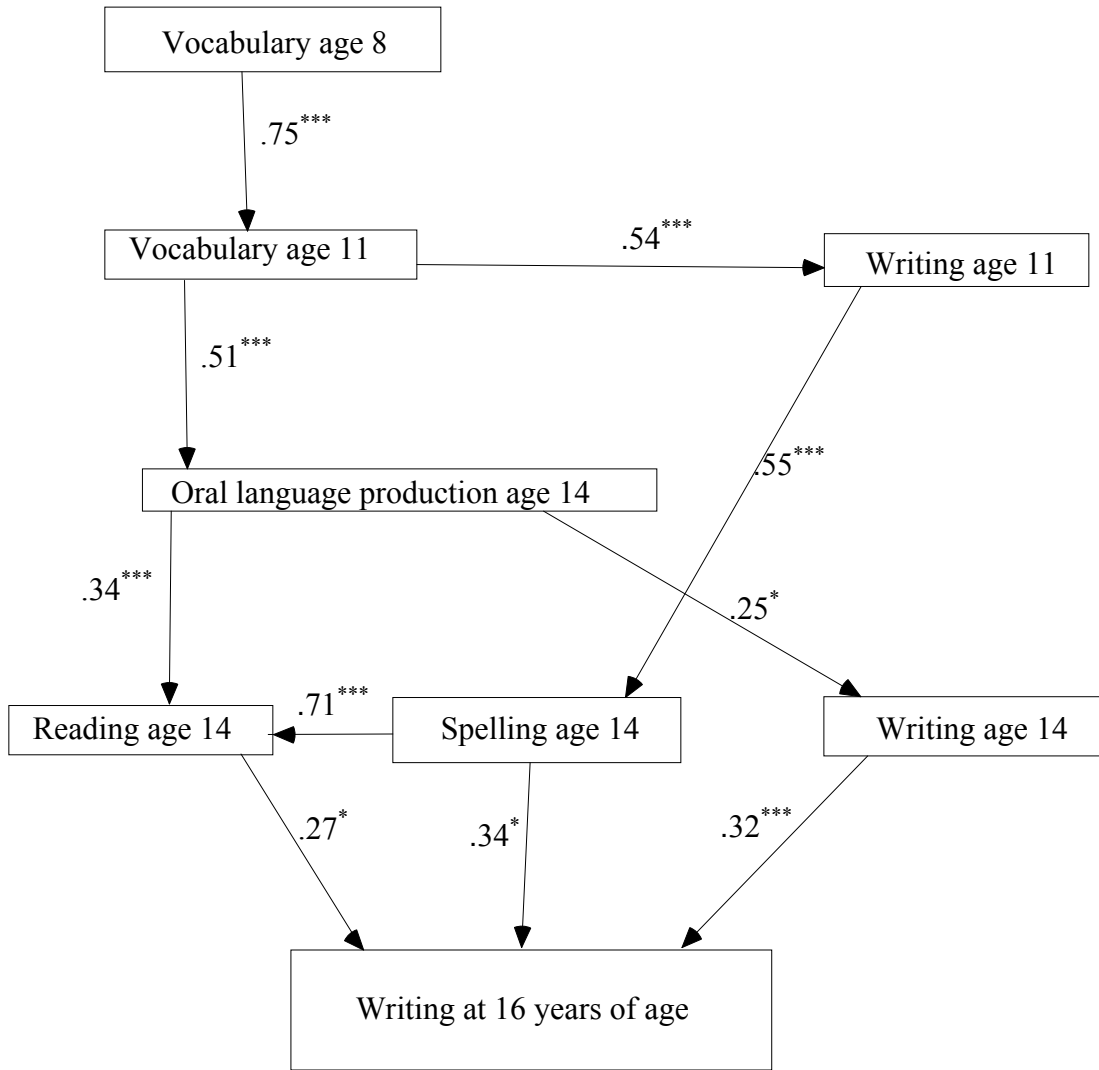 Vocabulary age 8
.75***
Vocabulary age 11
.54***
Writing age 11
.51***
.55***
Oral language production age 14
.34***
.25*
Reading age 14
.71***
Spelling age 14
Writing age 14
.27*
.34*
.32***
Writing at 16 years of age